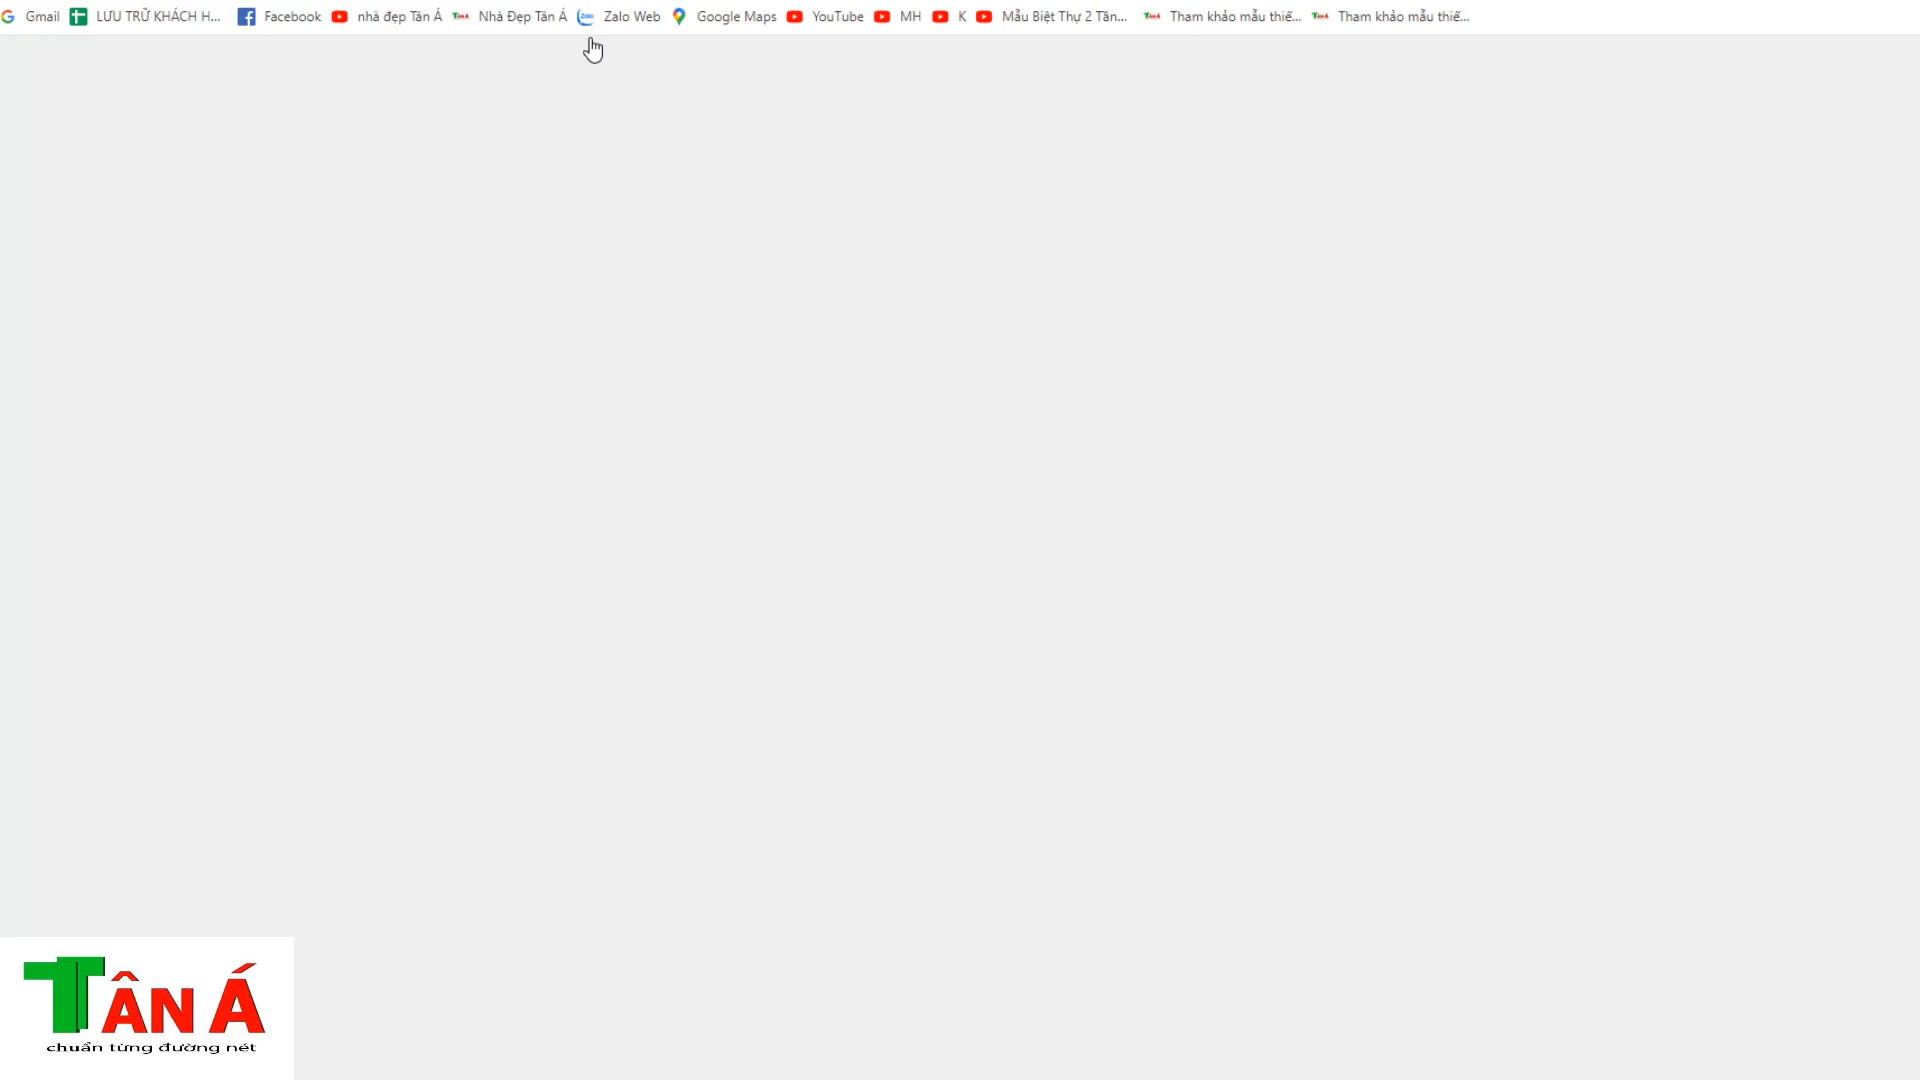 Gmail LƯU TRỮ KHÁCH H... Facebook nhà đẹp Tân Á Nhà Đẹp Tân Á Zalo Web Google Maps YouTube MH K Mẫu Biệt Thự 2 Tần... Tham khảo mẫu thiế... Tham khảo mẫu thiế...
TÂN Á
chuẩn từng đường nét